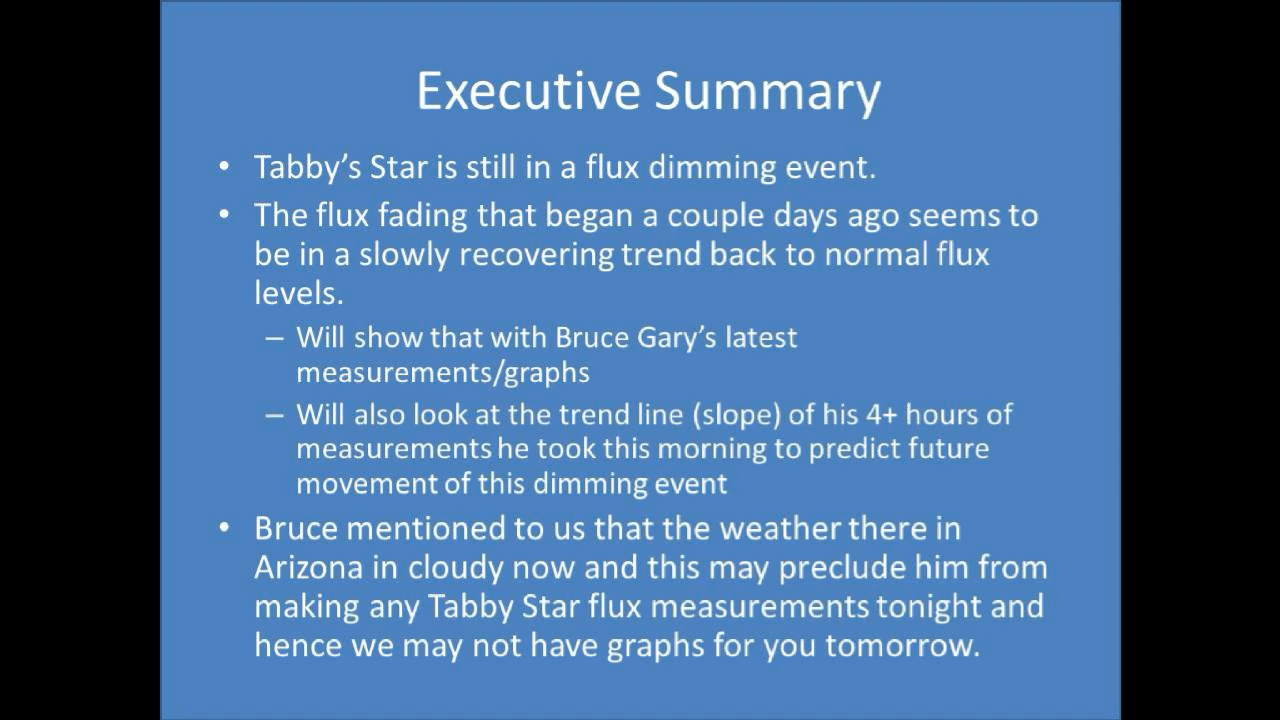 Executive Summary
• Tabby's Star is still in a flux dimming event.
• The flux fading that began a couple days ago seems to
be in a slowly recovering trend back to normal flux
levels.
– Will show that with Bruce Gary's latest
measurements/graphs
– Will also look at the trend line (slope) of his 4+ hours of
measurements he took this morning to predict future
movement of this dimming event
• Bruce mentioned to us that the weather there in
Arizona in cloudy now and this may preclude him from
making any Tabby Star flux measurements tonight and
hence we may not have graphs for you tomorrow.